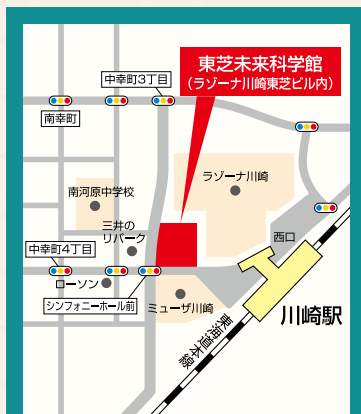 東芝未来科学館
(ラゾーナ川崎東芝ビル内)
中幸町3丁目
南幸町
南河原中学校
ラゾーナ川崎
三井の
リパーク
西口
中幸町4丁目
ローソン
シンフォニーホール前
ミューザ川崎
川崎駅
東海道本線